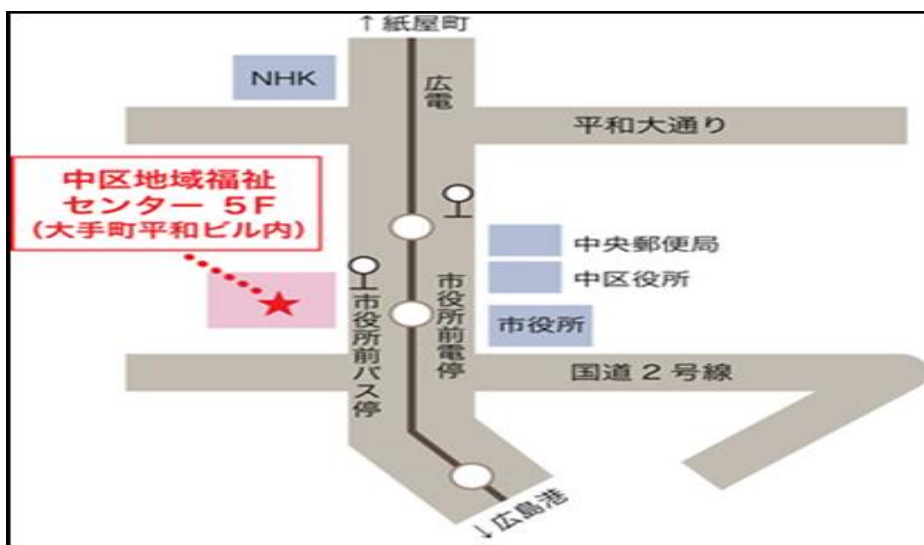 ↑紙屋町
NHK
広電
平和大通り
中区地域福祉
センター 5F
(大手町平和ビル内)
中央郵便局
中区役所
市役所
市役所前電停
市役所前バス停
国道2号線
↓広島港